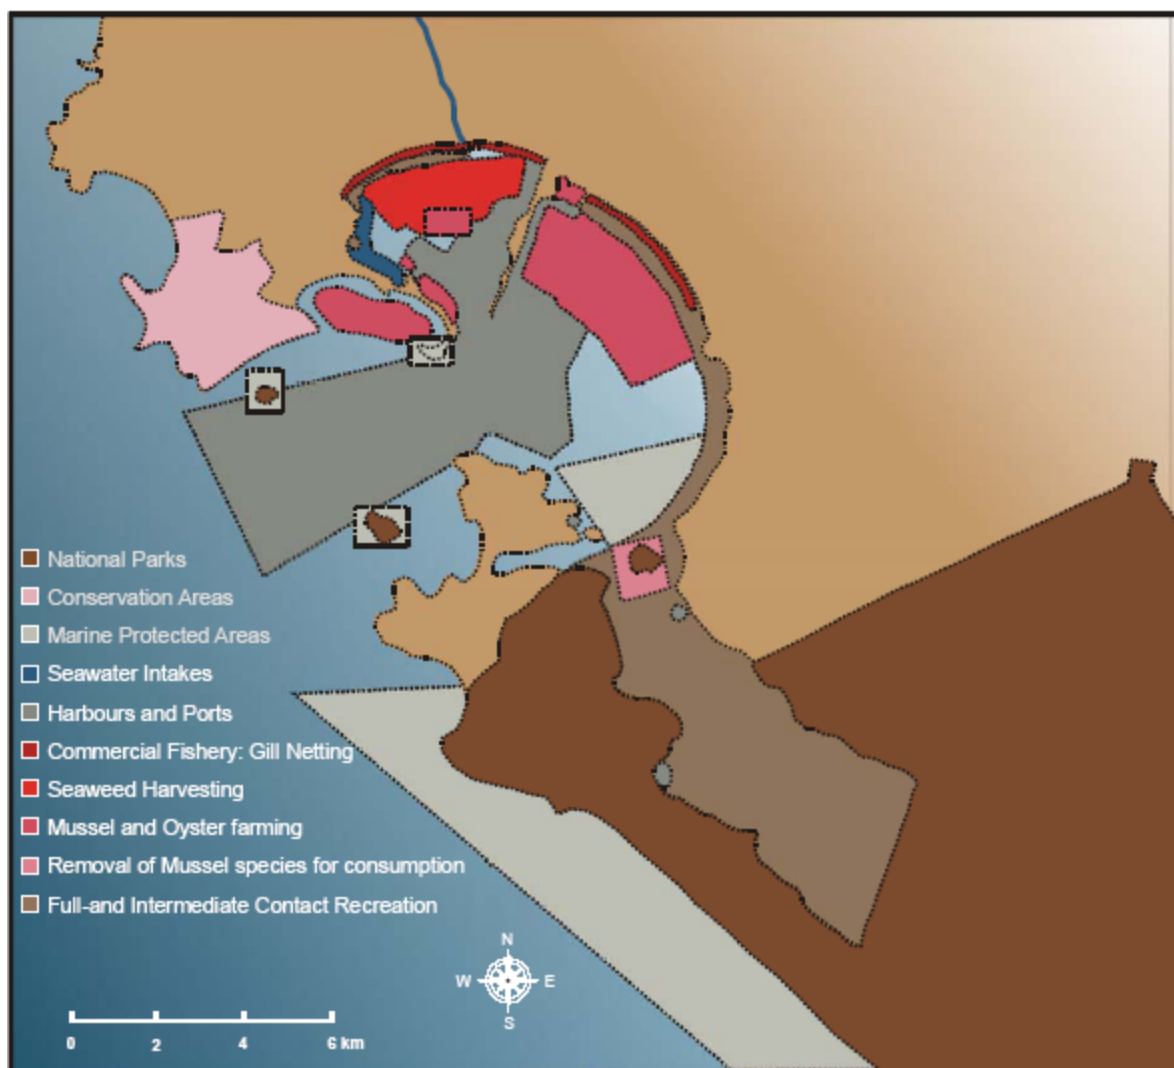 National Parks
Conservation Areas
Marine Protected Areas
Seawater Intakes
Harbours and Ports
Commercial Fishery: Gill Netting
Seaweed Harvesting
Mussel and Oyster farming
Removal of Mussel species for consumption
Full-and Intermediate Contact Recreation
N
W E
S
0 2 4 6 km